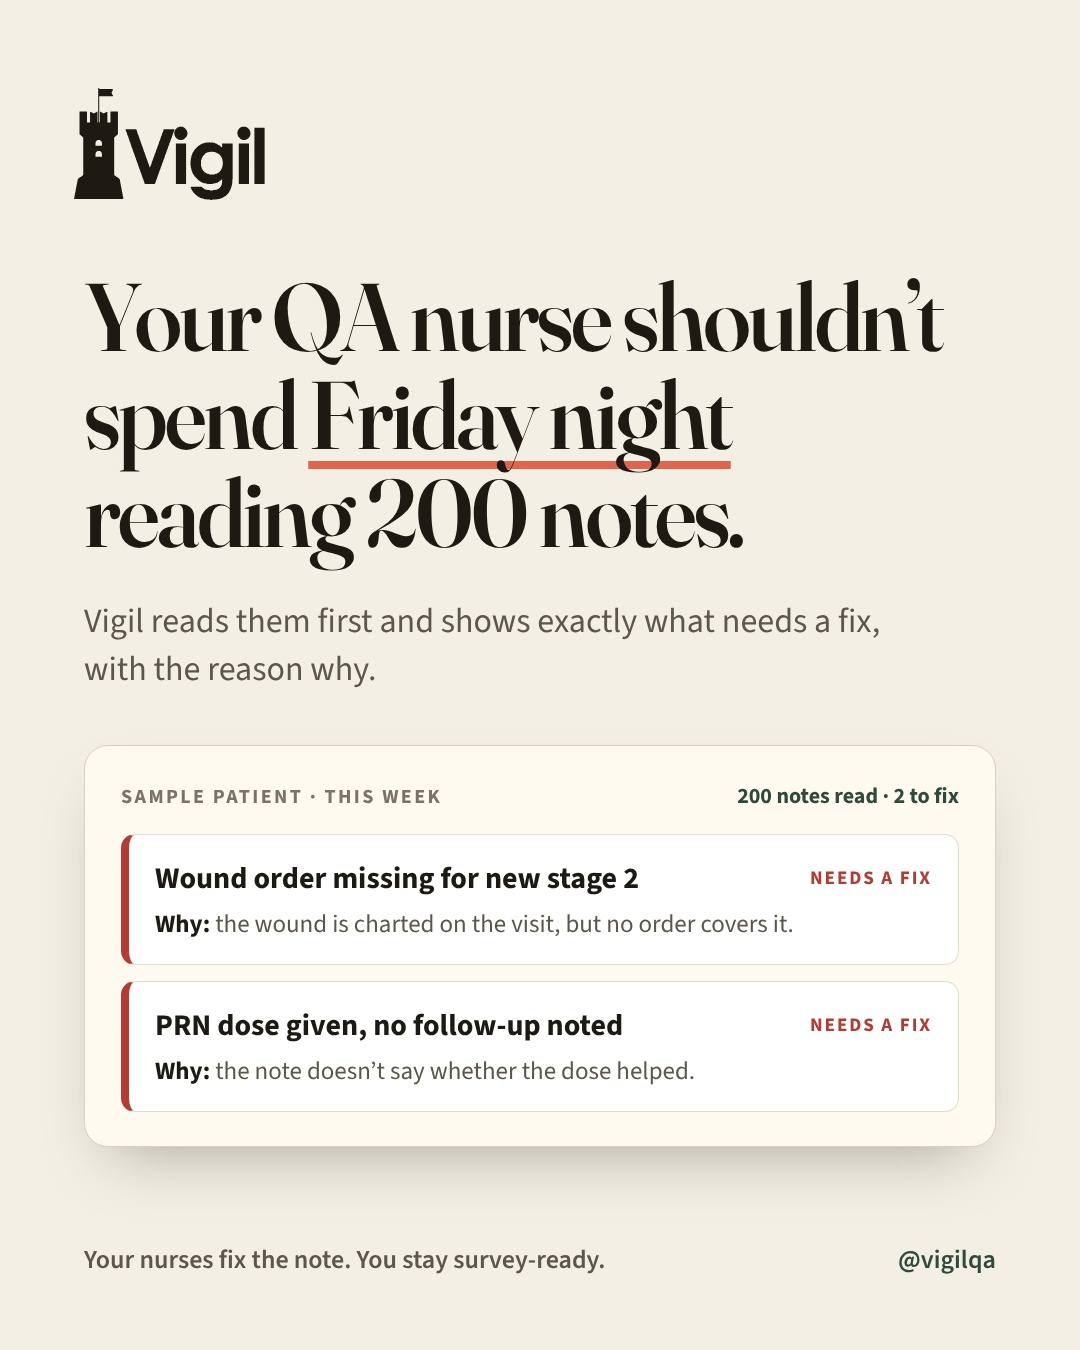 Vigil
Your QA nurse shouldn’t
spend Friday night
reading 200 notes.
Vigil reads them first and shows exactly what needs a fix,
with the reason why.
SAMPLE PATIENT · THIS WEEK
200 notes read · 2 to fix
Wound order missing for new stage 2
NEEDS A FIX
Why: the wound is charted on the visit, but no order covers it.
PRN dose given, no follow-up noted
NEEDS A FIX
Why: the note doesn’t say whether the dose helped.
Your nurses fix the note. You stay survey-ready.
@vigilqa